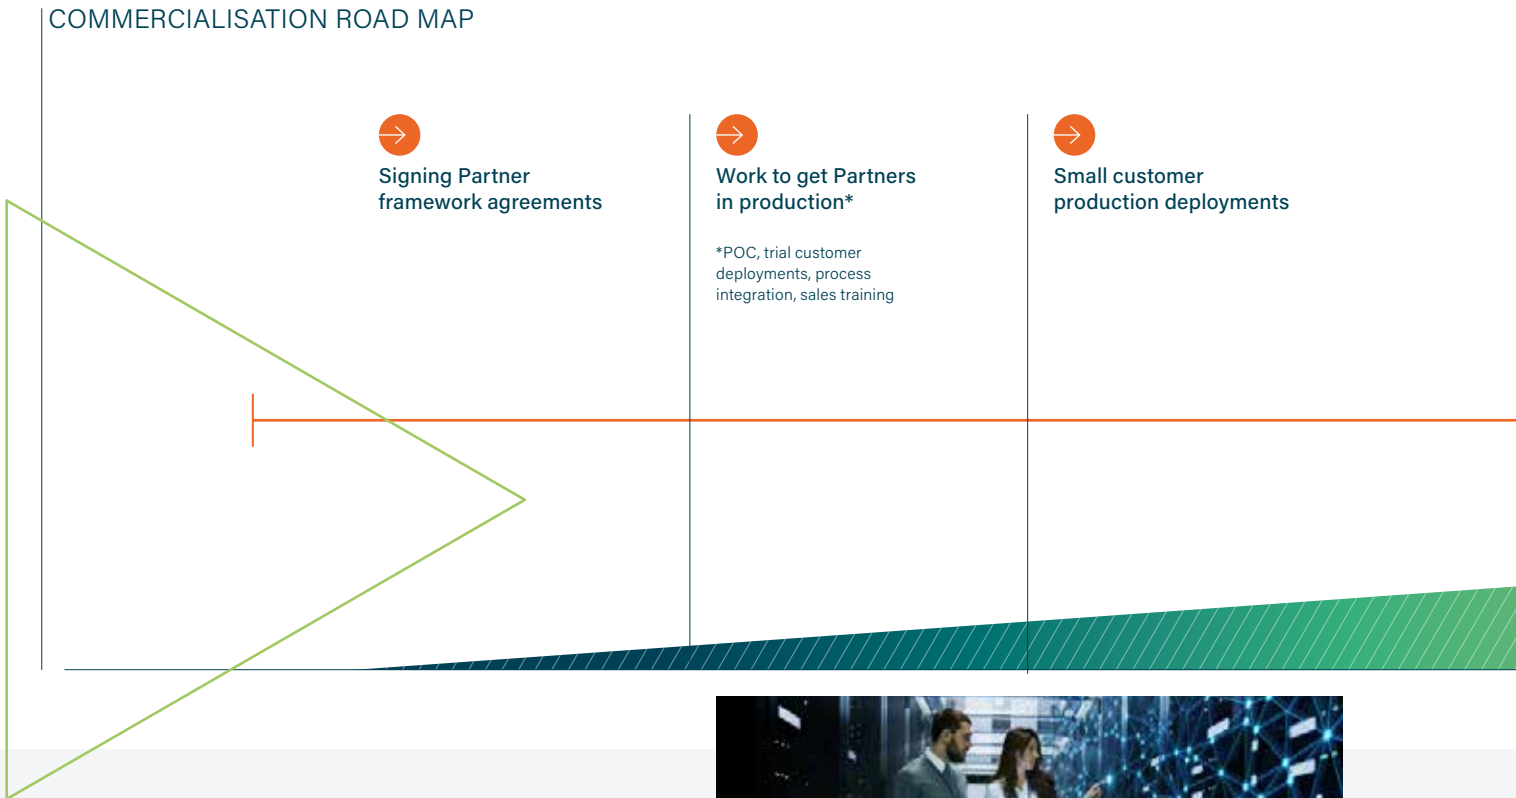 COMMERCIALISATION ROAD MAP
Signing Partner
framework agreements
Work to get Partners
in production*
*POC, trial customer
deployments, process
integration, sales training
Small customer
production deployments